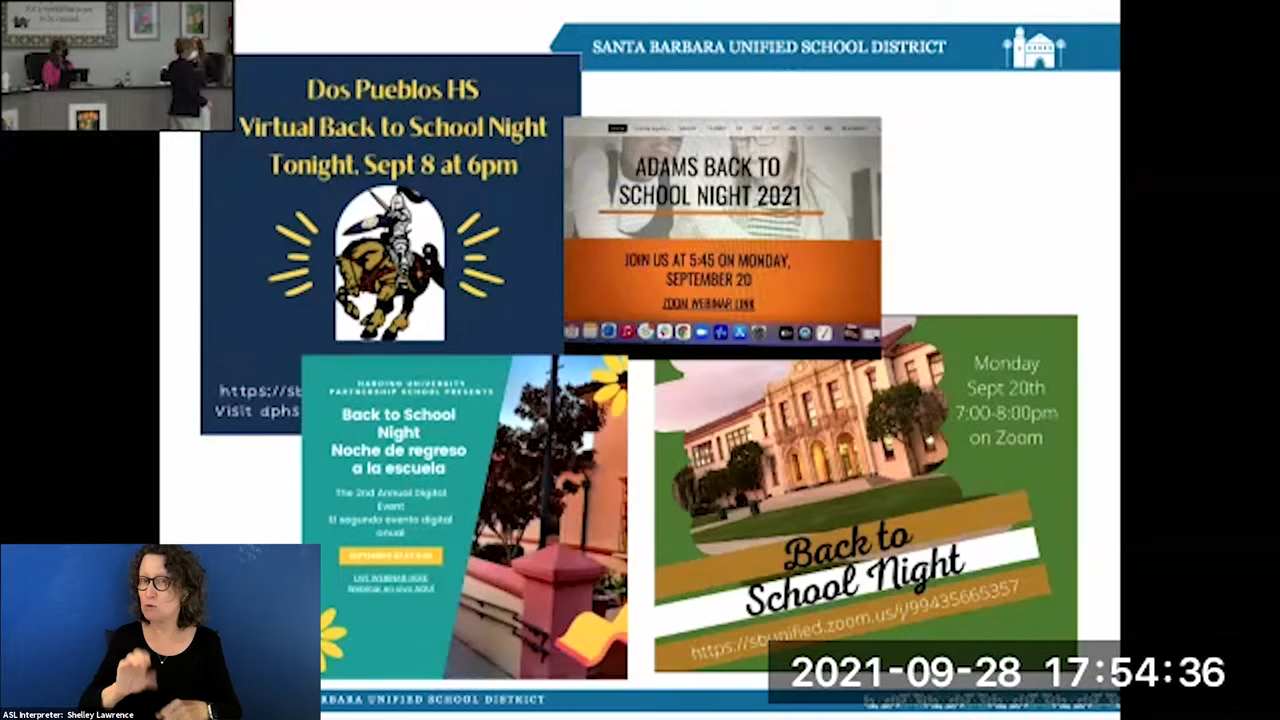 SANTA BARBARA UNIFIED SCHOOL DISTRICT
Dos Pueblos HS
Virtual Back to School Night
Tonight, Sept 8 at 6pm
https://sb
Visit dphs
ADAMS BACK TO
SCHOOL NIGHT 2021
JOIN US AT 5:45 ON MONDAY,
SEPTEMBER 20
ZOOM WEBINAR LINK
HARDING UNIVERSITY
PARTNERSHIP SCHOOL PRESENTS
Back to School
Night
Noche de regreso
a la escuela
The 2nd Annual Digital
Event
El segundo evento digital
anual
LIVE WEBINAR HERE
Webinar en vivo AQUÍ
Monday
Sept 20th
7:00-8:00pm
on Zoom
Back to
School Night
https://sbunified.zoom.us/j/99435665357
2021-09-28 17:54:36
RBARA UNIFIED SCHOOL DISTRICT
ASL Interpreter: Shelley Lawrence